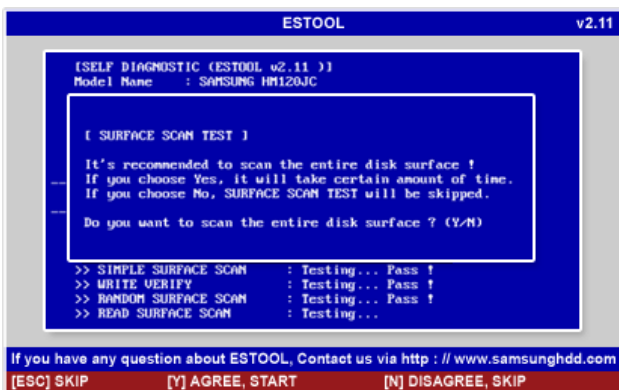 ESTOOL v2.11
[SELF DIAGNOSTIC (ESTOOL v2.11 )]
Model Name : SAMSUNG HM120JC
[ SURFACE SCAN TEST ]
It's recommended to scan the entire disk surface !
If you choose Yes, it will take certain amount of time.
If you choose No, SURFACE SCAN TEST will be skipped.
Do you want to scan the entire disk surface ? (Y/N)
>> SIMPLE SURFACE SCAN : Testing... Pass !
>> WRITE VERIFY : Testing... Pass !
>> RANDOM SURFACE SCAN : Testing... Pass !
>> READ SURFACE SCAN : Testing...
If you have any question about ESTOOL, Contact us via http : // www.samsunghdd.com
[ESC] SKIP [Y] AGREE, START [N] DISAGREE, SKIP